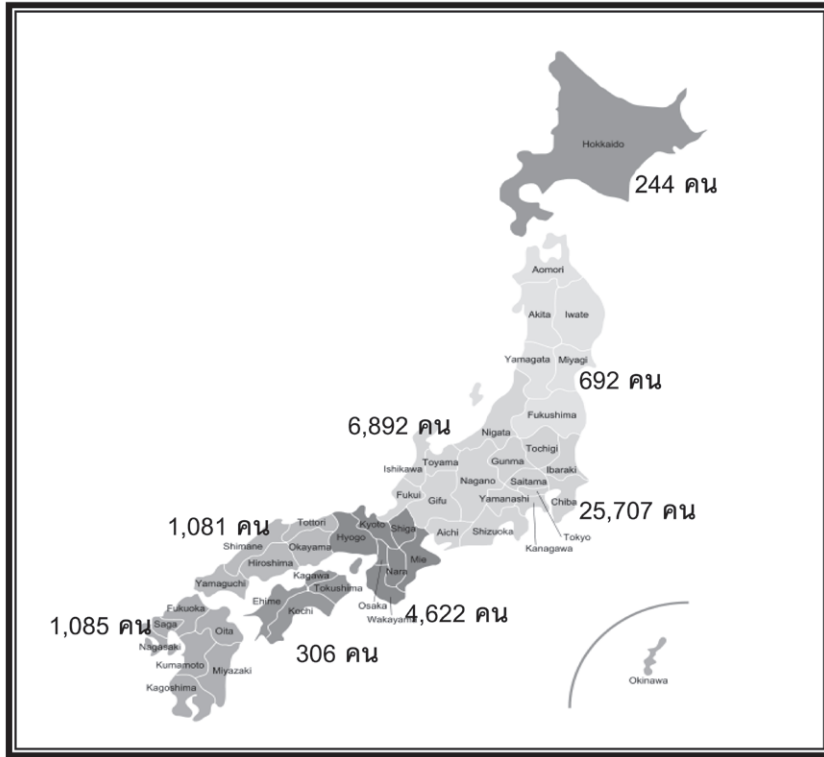 Hokkaido
244 คน
Aomori
Akita
Iwate
Yamagata
Miyagi
692 คน
Fukushima
6,892 คน
Nigata
Tochigi
Toyama
Gunma
Ishikawa
Ibaraki
Nagano
Saitama
Fukui
Gifu
Yamanashi
Chiba
25,707 คน
Tokyo
Kanagawa
Aichi
Shizuoka
1,081 คน
Tottori
Kyoto
Shiga
Shimane
Okayama
Hyogo
Hiroshima
Mie
Nara
Yamaguchi
Kagawa
Tokushima
Ehime
Kochi
Osaka
Wakayama
4,622 คน
306 คน
Fukuoka
1,085 คน
Saga
Oita
Nagasaki
Kumamoto
Miyazaki
Kagoshima
Okinawa